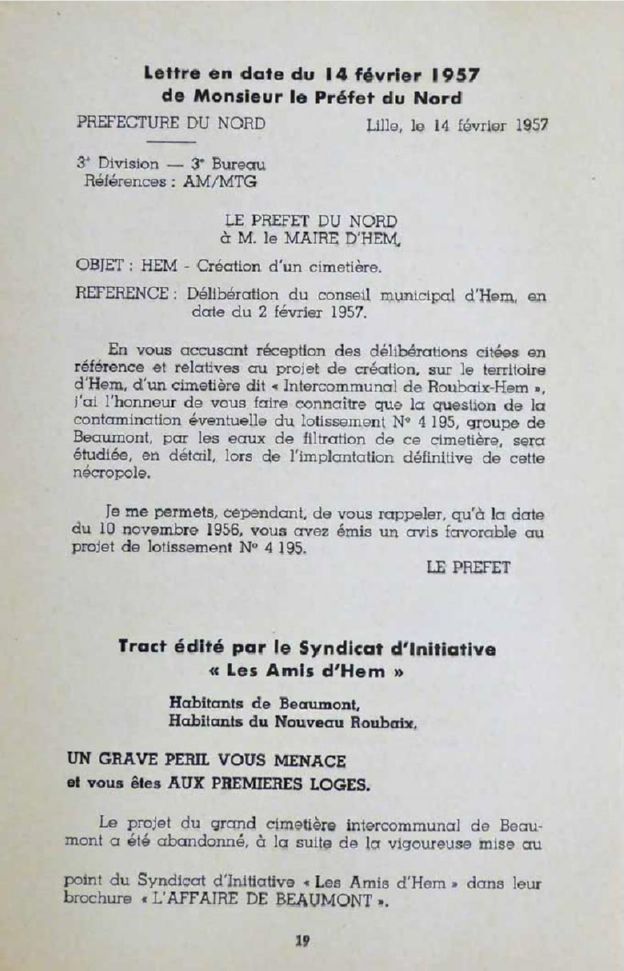 Lettre en date du 14 février 1957
de Monsieur le Préfet du Nord
PREFECTURE DU NORD Lille, le 14 février 1957
3e Division — 3e Bureau
Références : AM/MTG
LE PREFET DU NORD
à M. le MAIRE D'HEM,
OBJET : HEM - Création d'un cimetière.
REFERENCE : Délibération du conseil municipal d'Hem, en
date du 2 février 1957.
En vous accusant réception des délibérations citées en
référence et relatives au projet de création, sur le territoire
d'Hem, d'un cimetière dit « Intercommunal de Roubaix-Hem »,
j'ai l'honneur de vous faire connaître que la question de la
contamination éventuelle du lotissement N° 4 195, groupe de
Beaumont, par les eaux de filtration de ce cimetière, sera
étudiée, en détail, lors de l'implantation définitive de cette
nécropole.
Je me permets, cependant, de vous rappeler, qu'à la date
du 10 novembre 1956, vous avez émis un avis favorable au
projet de lotissement N° 4 195.
LE PREFET
Tract édité par le Syndicat d'Initiative
« Les Amis d'Hem »
Habitants de Beaumont,
Habitants du Nouveau Roubaix,
UN GRAVE PERIL VOUS MENACE
et vous êtes AUX PREMIERES LOGES.
Le projet du grand cimetière intercommunal de Beau-
mont a été abandonné, à la suite de la vigoureuse mise au
point du Syndicat d'Initiative « Les Amis d'Hem » dans leur
brochure « L'AFFAIRE DE BEAUMONT ».
19